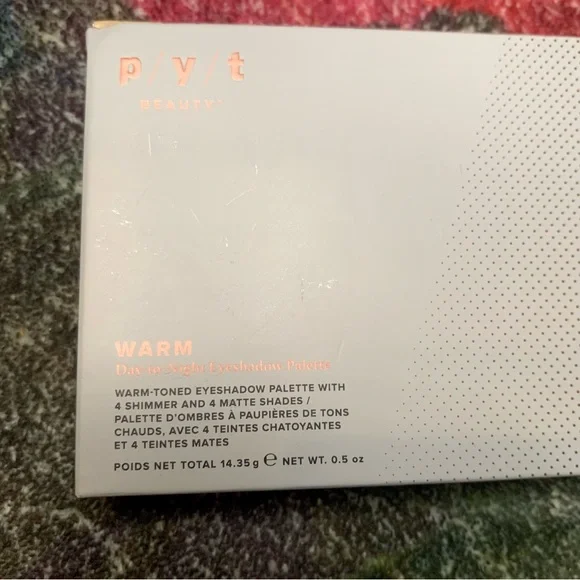 p/y/t
BEAUTY
WARM
Day to Night Eyeshadow Palette
WARM-TONED EYESHADOW PALETTE WITH
4 SHIMMER AND 4 MATTE SHADES /
PALETTE D'OMBRES À PAUPIÈRES DE TONS
CHAUDS, AVEC 4 TEINTES CHATOYANTES
ET 4 TEINTES MATES
POIDS NET TOTAL 14.35 g ℮ NET WT. 0.5 oz